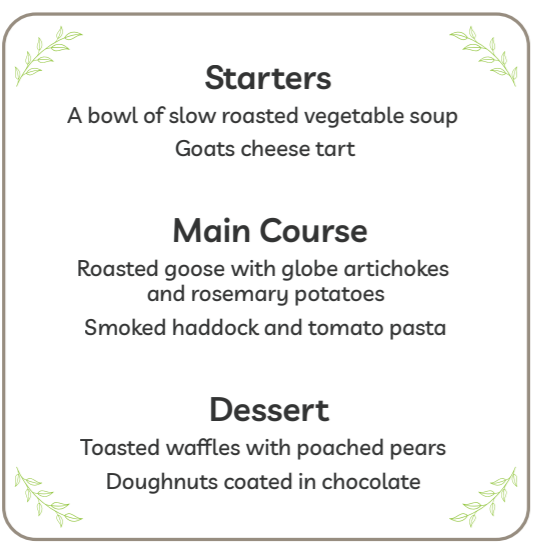 Starters
A bowl of slow roasted vegetable soup
Goats cheese tart
Main Course
Roasted goose with globe artichokes
and rosemary potatoes
Smoked haddock and tomato pasta
Dessert
Toasted waffles with poached pears
Doughnuts coated in chocolate